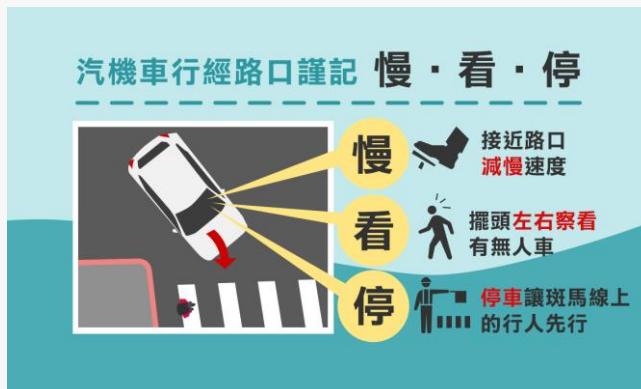 汽機車行經路口謹記 慢·看·停
慢
接近路口
減慢速度
看
擺頭左右察看
有無人車
停
停車讓斑馬線上
的行人先行